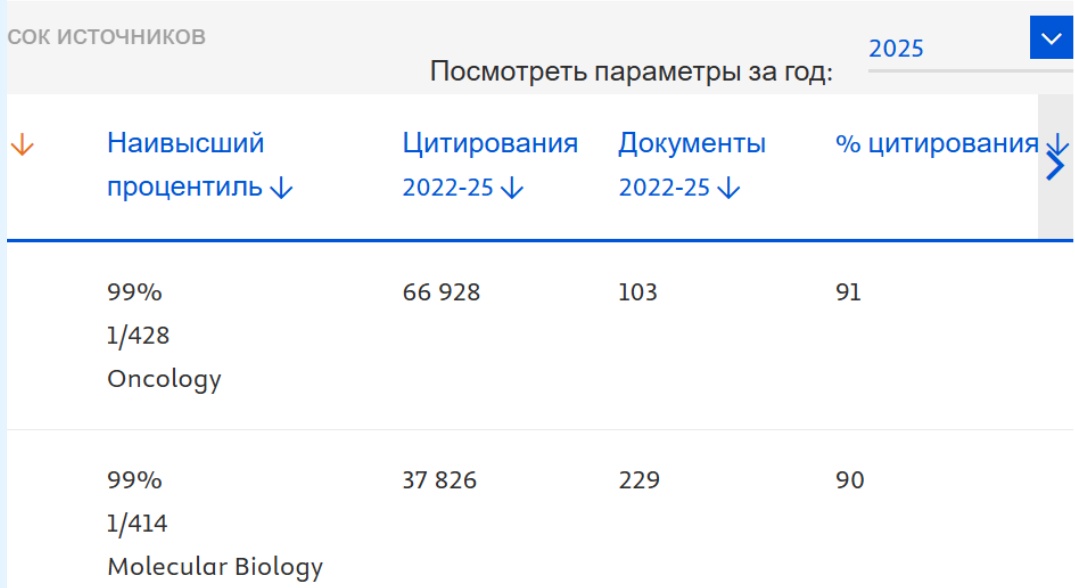 сок источников
2025
Посмотреть параметры за год:
Наивысший процентиль ↓
Цитирования 2022-25 ↓
Документы 2022-25 ↓
% цитирования ↓
99%
1/428
Oncology
66 928
103
91
99%
1/414
Molecular Biology
37 826
229
90